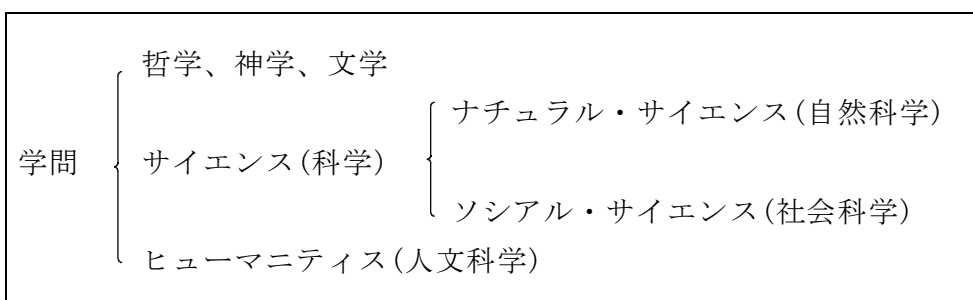 哲学、神学、文学
ナチュラル・サイエンス(自然科学)
学問 サイエンス(科学)
ソシアル・サイエンス(社会科学)
ヒューマニティス(人文科学)